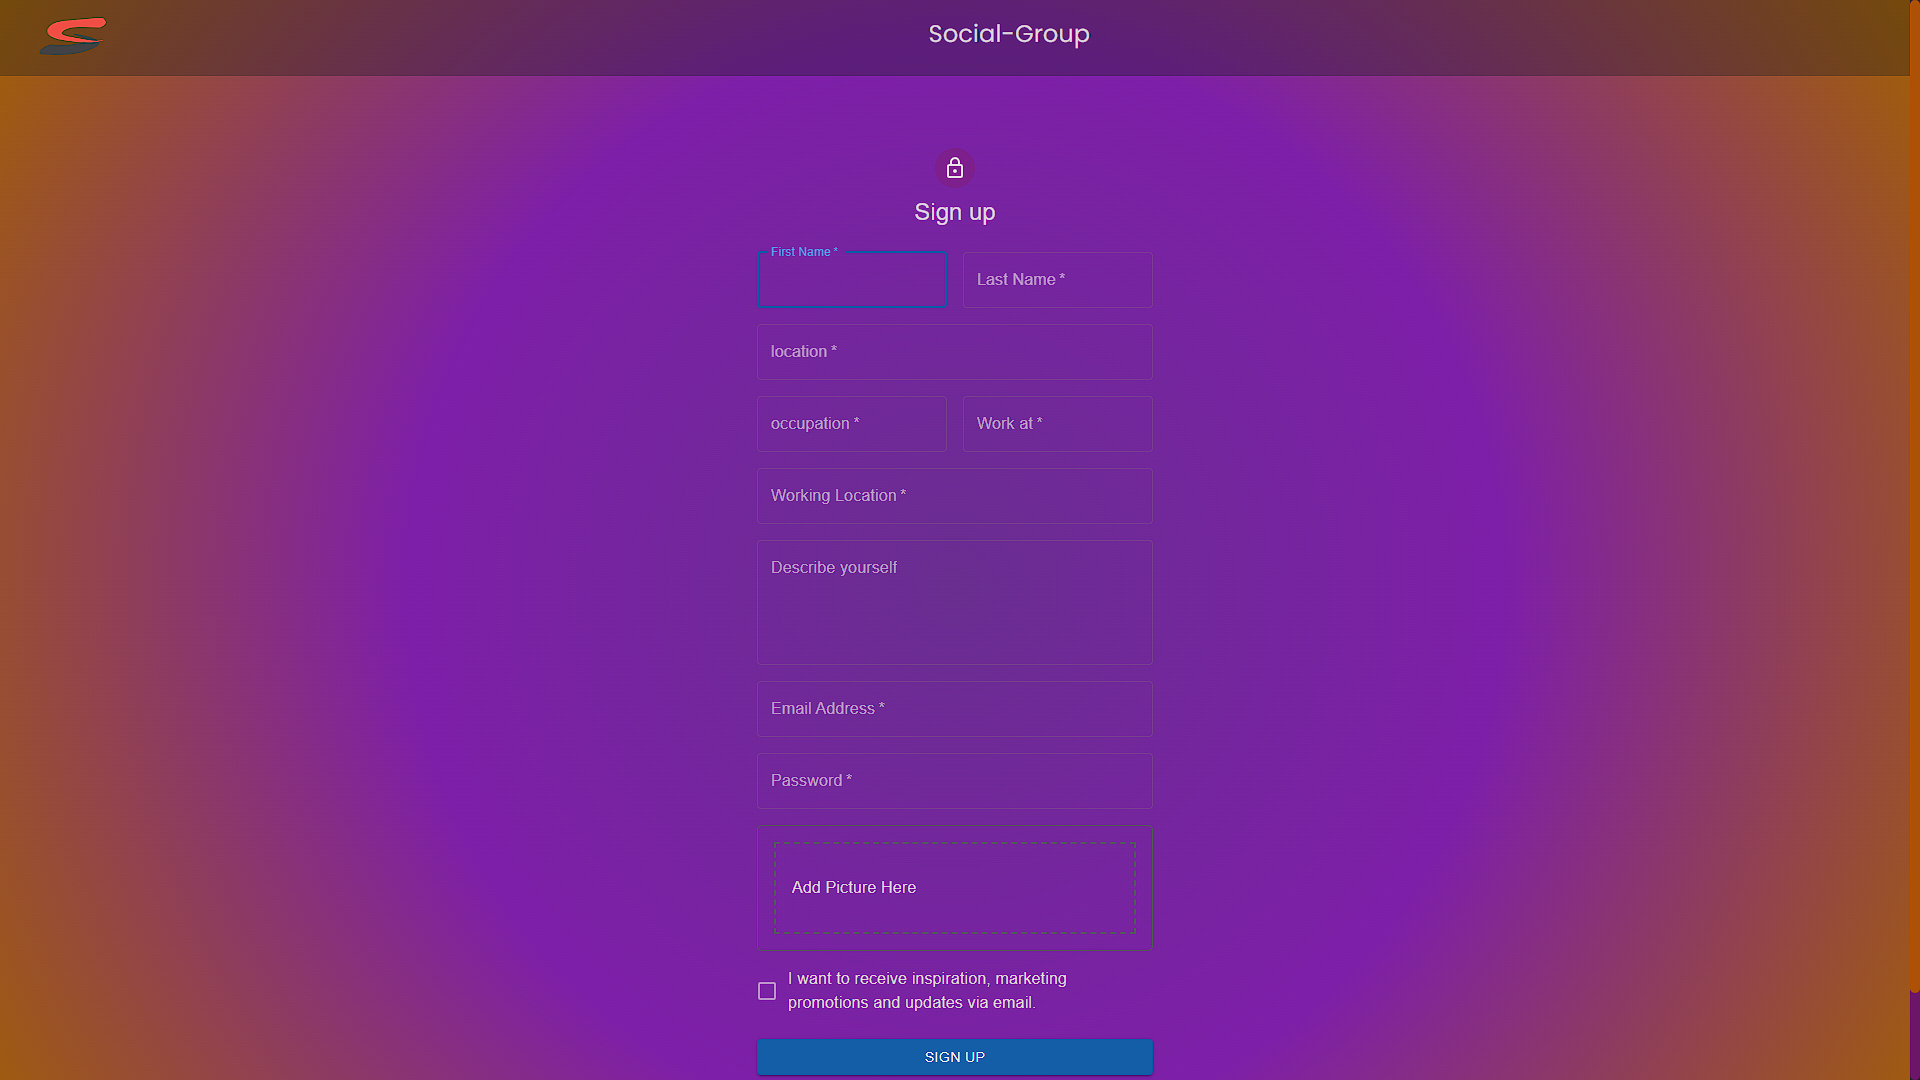 Social-Group
Sign up
First Name *
Last Name *
location *
occupation *
Work at *
Working Location *
Describe yourself
Email Address *
Password *
Add Picture Here
I want to receive inspiration, marketing
promotions and updates via email.
SIGN UP